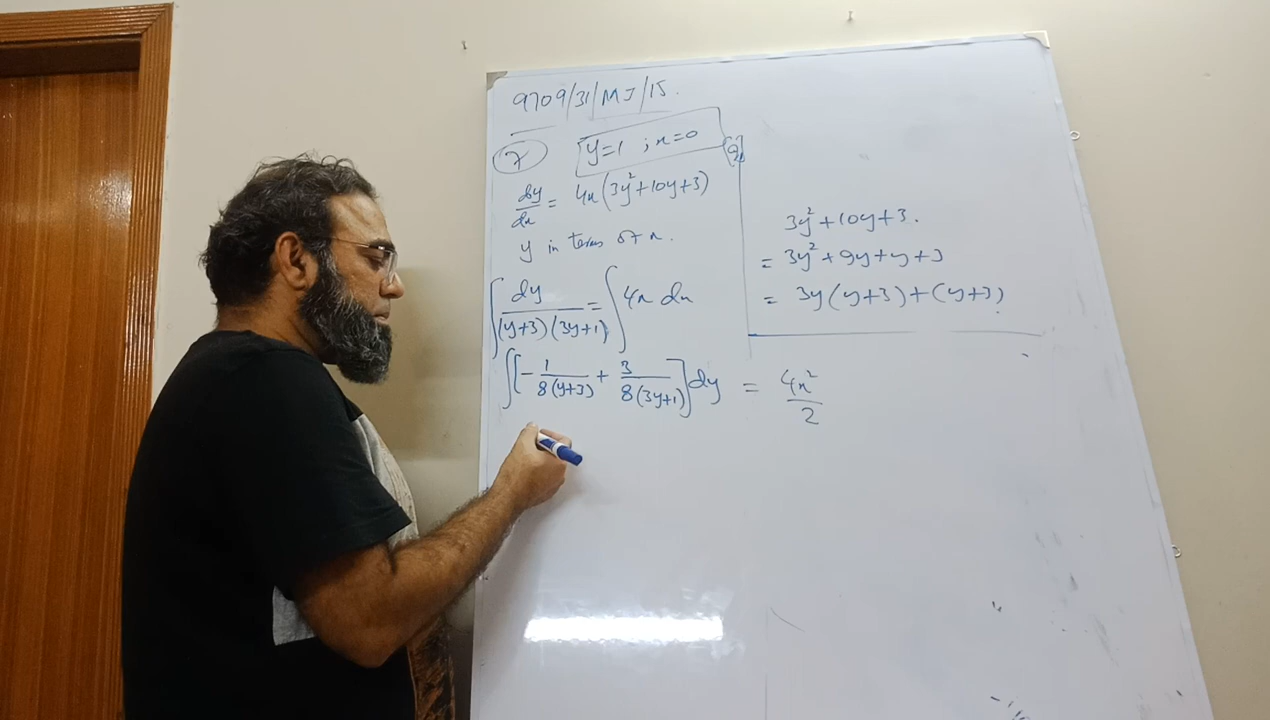 9709/31/MJ/15.
7 y=1 ; x=0 [9]
dy/dx = 4x(3y²+10y+3)
y in terms of x.
∫ dy/((y+3)(3y+1)) = ∫ 4x dx
∫[-1/(8(y+3)) + 3/(8(3y+1))]dy = 4x²/2
3y²+10y+3.
= 3y²+9y+y+3
= 3y(y+3)+(y+3)